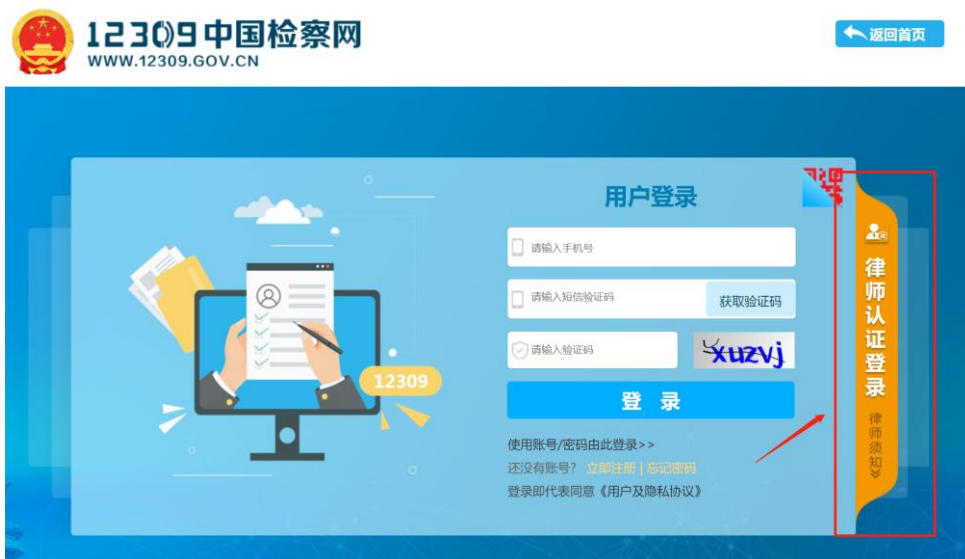 12309中国检察网
WWW.12309.GOV.CN
返回首页
用户登录
请输入手机号
请输入短信验证码
获取验证码
请输入验证码
xuzvj
登 录
使用账号/密码由此登录>>
还没有账号? 立即注册 | 忘记密码
登录即代表同意《用户及隐私协议》
12309
律师认证登录
律师须知